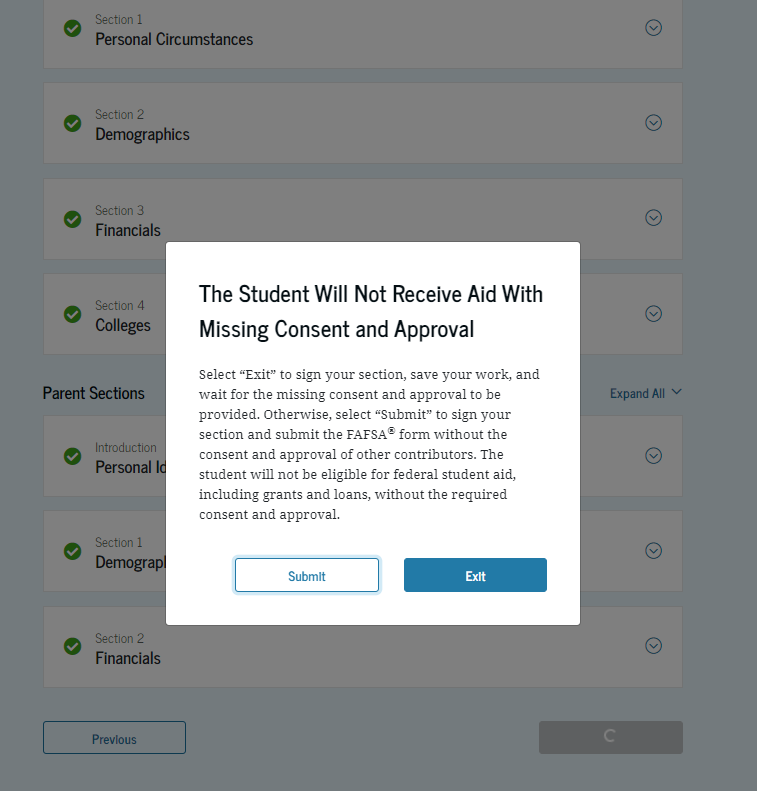 Section 1
Personal Circumstances
Section 2
Demographics
Section 3
Financials
Section 4
Colleges
The Student Will Not Receive Aid With
Missing Consent and Approval
Select “Exit” to sign your section, save your work, and
wait for the missing consent and approval to be
provided. Otherwise, select “Submit” to sign your
section and submit the FAFSA® form without the
consent and approval of other contributors. The
student will not be eligible for federal student aid,
including grants and loans, without the required
consent and approval.
Submit
Exit
Parent Sections
Expand All
Introduction
Personal Id
Section 1
Demograp
Section 2
Financials
Previous